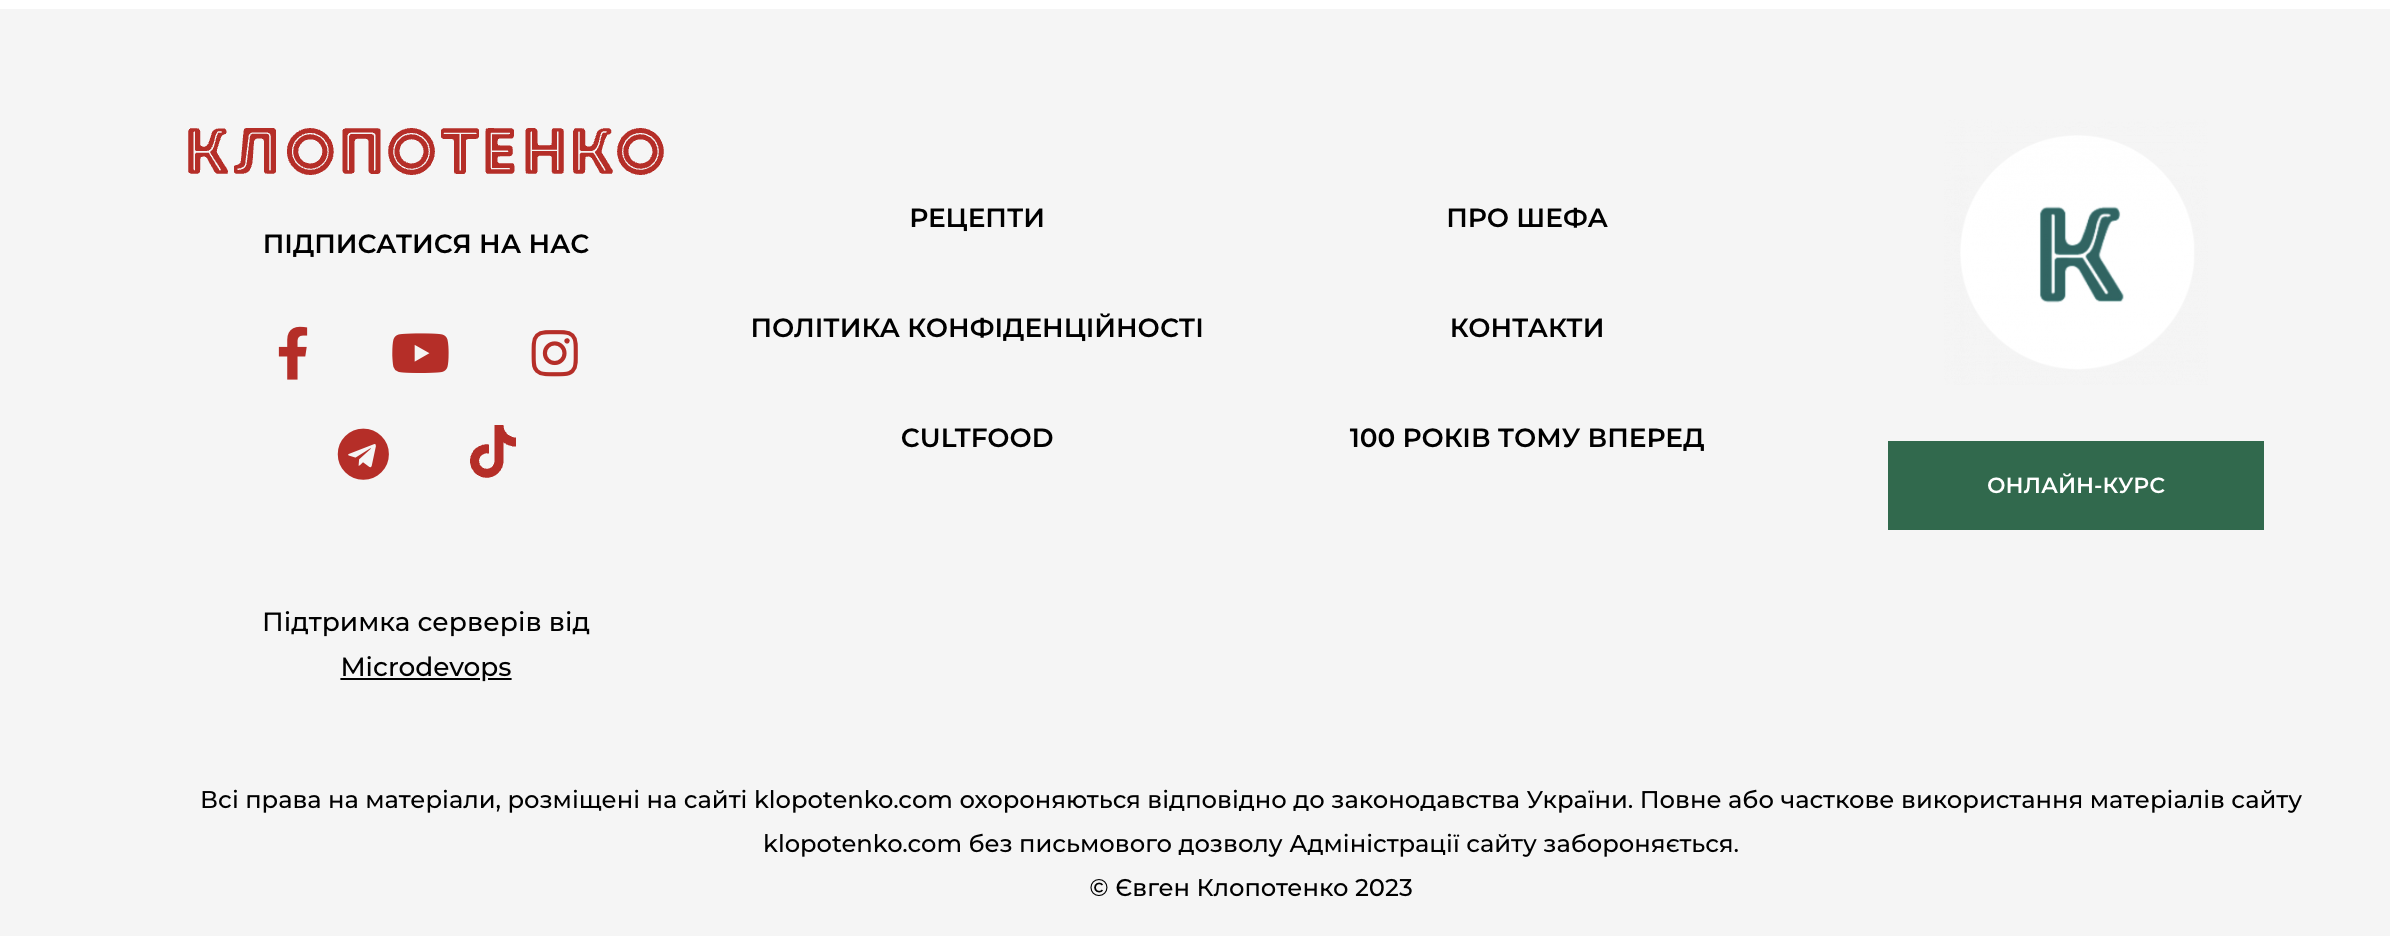 КЛОПОТЕНКО
ПІДПИСАТИСЯ НА НАС
Підтримка серверів від
Microdevops
РЕЦЕПТИ
ПОЛІТИКА КОНФІДЕНЦІЙНОСТІ
CULTFOOD
ПРО ШЕФА
КОНТАКТИ
100 РОКІВ ТОМУ ВПЕРЕД
К
ОНЛАЙН-КУРС
Всі права на матеріали, розміщені на сайті klopotenko.com охороняються відповідно до законодавства України. Повне або часткове використання матеріалів сайту
klopotenko.com без письмового дозволу Адміністрації сайту забороняється.
© Євген Клопотенко 2023